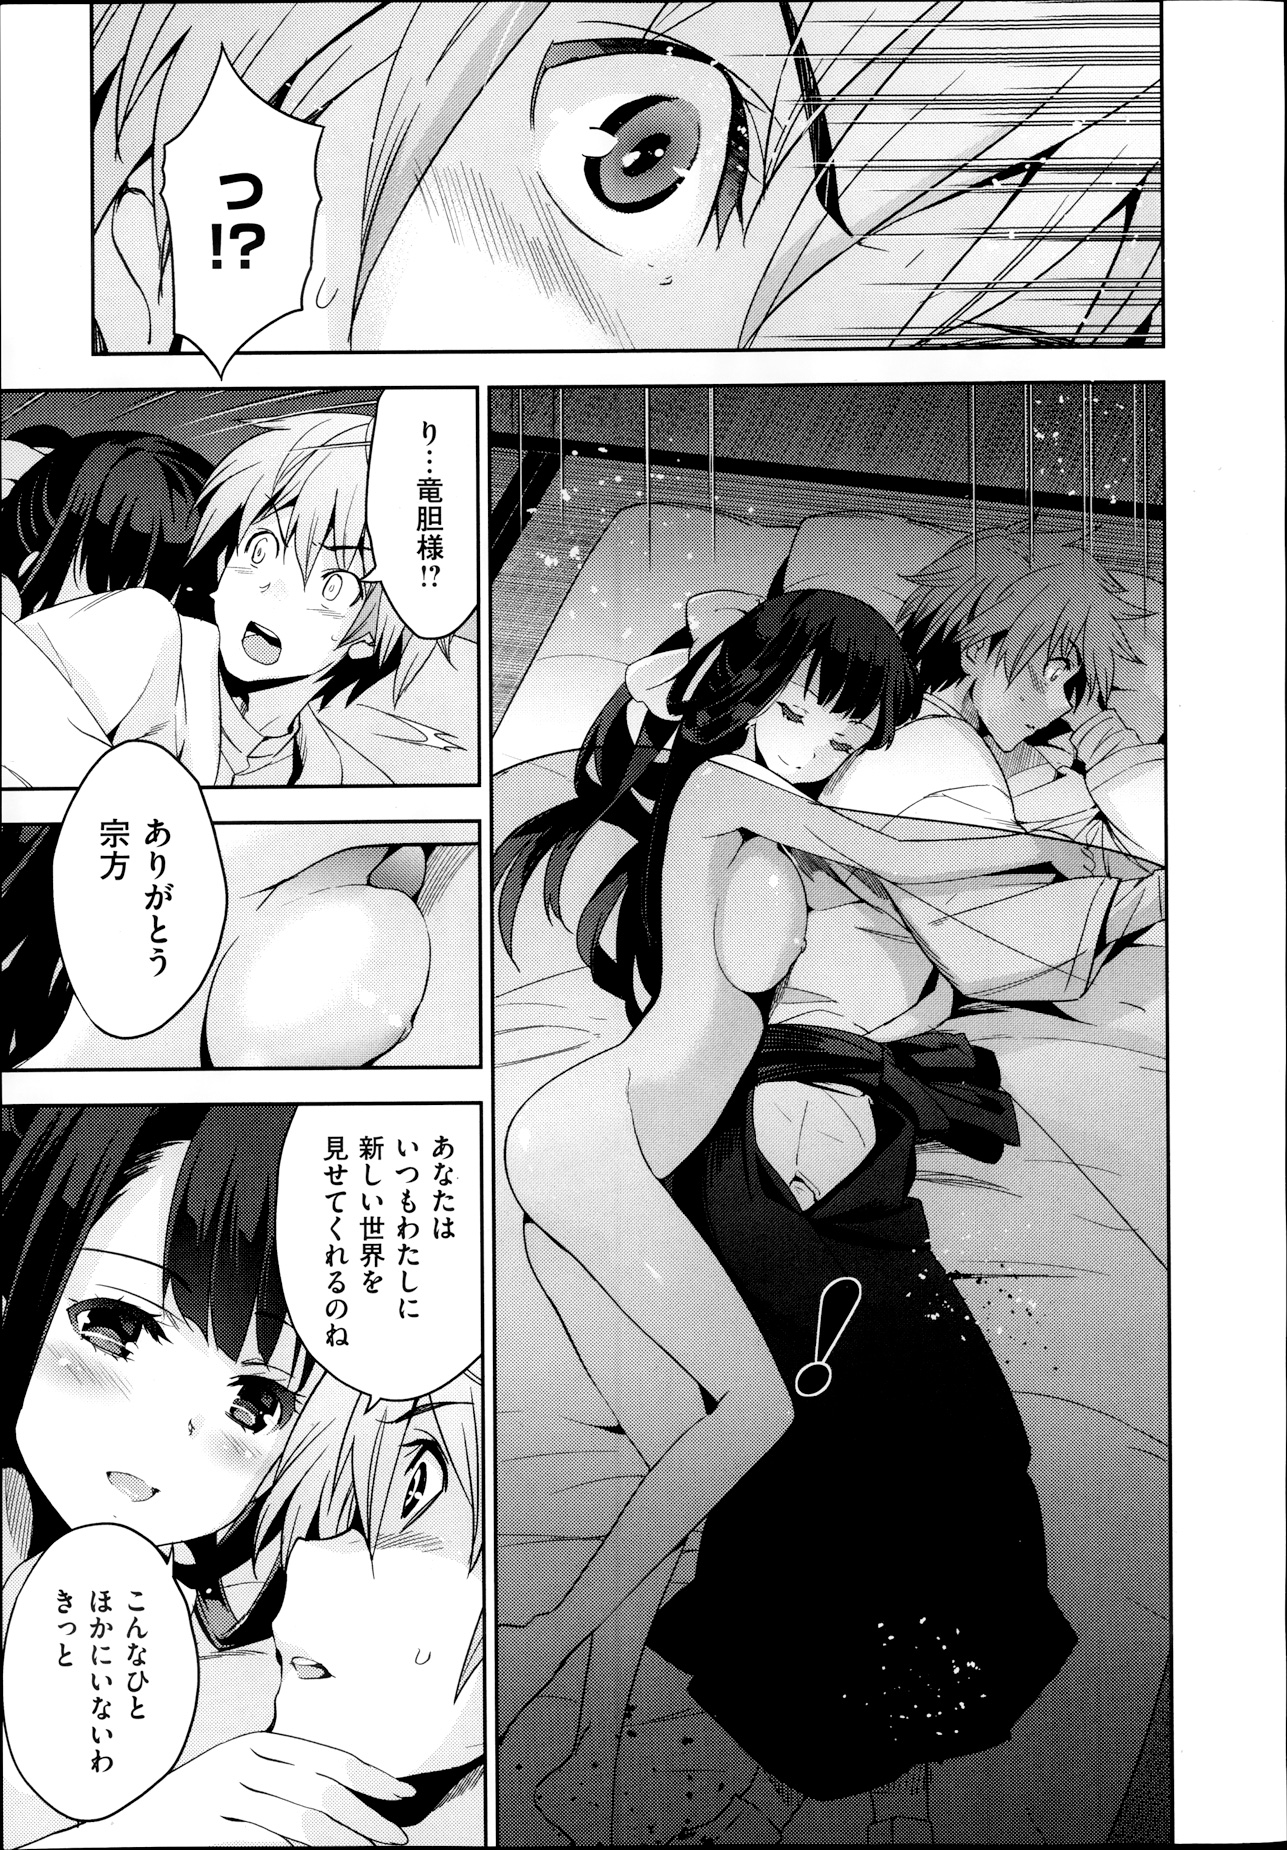 っ
!?
り…竜胆様!?
ありがとう
宗方
あなたは
いつもわたしに
新しい世界を
見せてくれるのね
こんなひと
ほかにいないわ
きっと